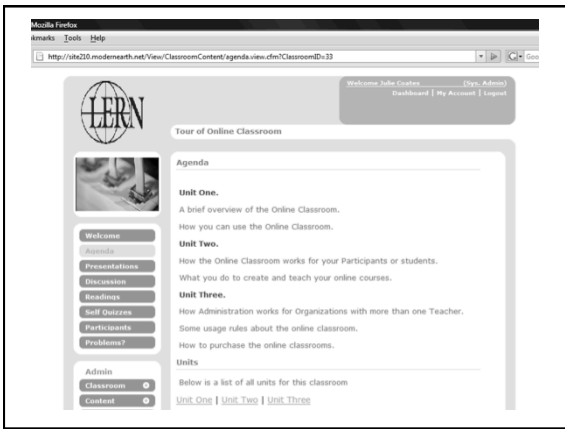 Mozilla Firefox
kmarks Tools Help
http://site210.modernearth.net/View/ClassroomContent/agenda.view.cfm?ClassroomID=33
G Goo
Welcome Julie Coates (Sys. Admin)
Dashboard | My Account | Logout
LERN
Tour of Online Classroom
Agenda
Unit One.
A brief overview of the Online Classroom.
How you can use the Online Classroom.
Unit Two.
How the Online Classroom works for your Participants or students.
What you do to create and teach your online courses.
Unit Three.
How Administration works for Organizations with more than one Teacher.
Some usage rules about the online classroom.
How to purchase the online classrooms.
Units
Below is a list of all units for this classroom
Unit One | Unit Two | Unit Three
Welcome
Agenda
Presentations
Discussion
Readings
Self Quizzes
Participants
Problems?
Admin
Classroom
Content